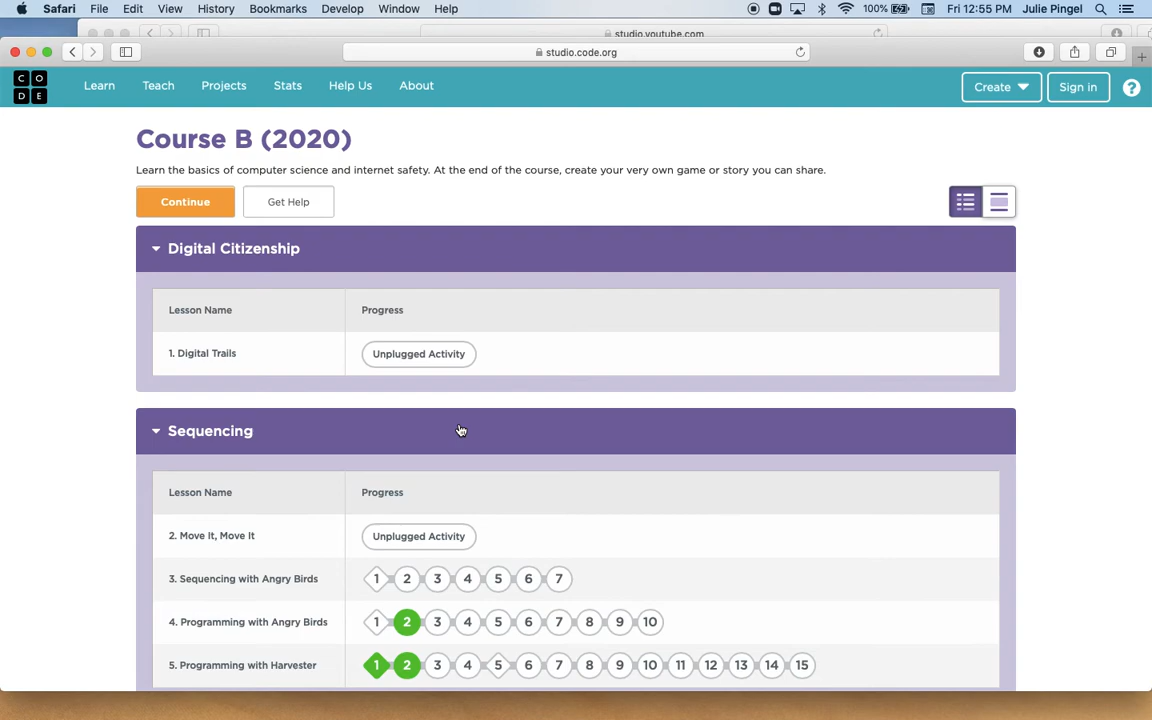 Safari File Edit View History Bookmarks Develop Window Help 100% Fri 12:55 PM Julie Pingel
studio.youtube.com
studio.code.org
C O D E Learn Teach Projects Stats Help Us About Create Sign in ?
Course B (2020)
Learn the basics of computer science and internet safety. At the end of the course, create your very own game or story you can share.
Continue Get Help
Digital Citizenship
Lesson Name Progress
1. Digital Trails Unplugged Activity
Sequencing
Lesson Name Progress
2. Move It, Move It Unplugged Activity
3. Sequencing with Angry Birds 1 2 3 4 5 6 7
4. Programming with Angry Birds 1 2 3 4 5 6 7 8 9 10
5. Programming with Harvester 1 2 3 4 5 6 7 8 9 10 11 12 13 14 15